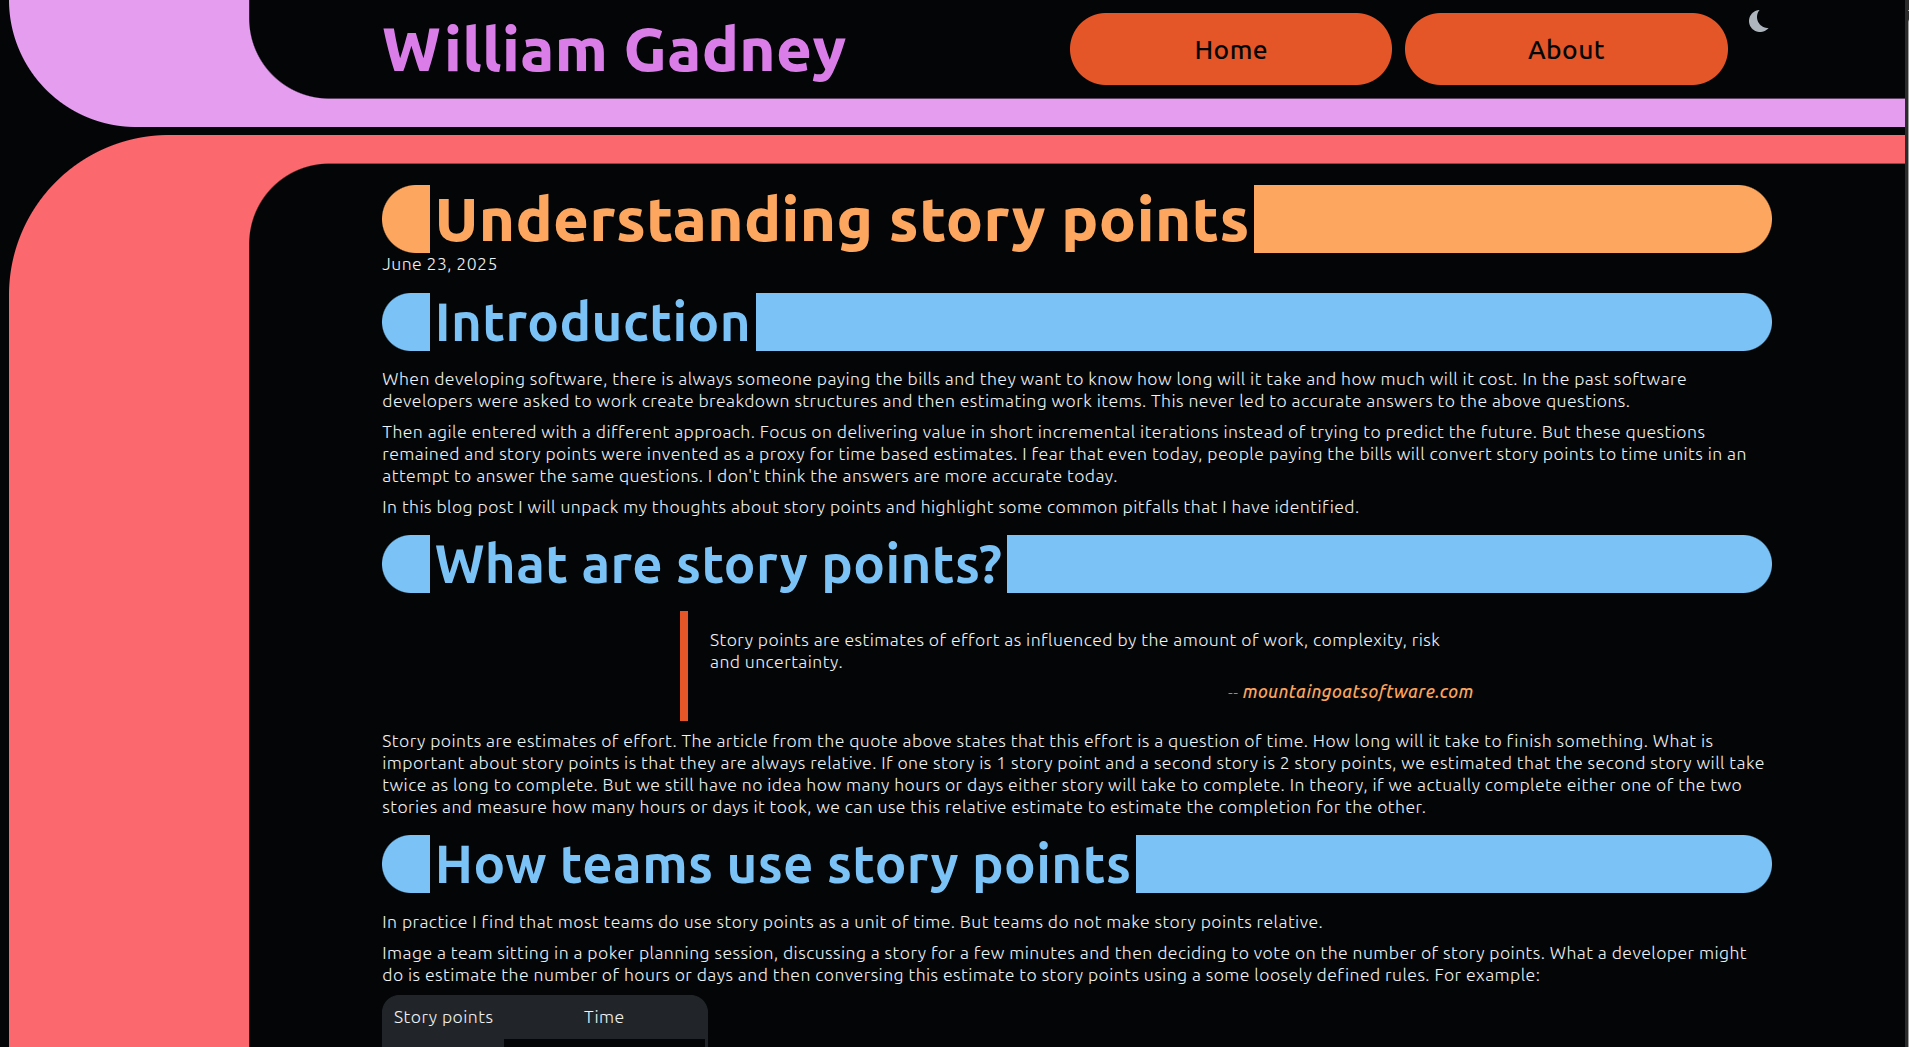 William Gadney
Home
About
Understanding story points
June 23, 2025
Introduction
When developing software, there is always someone paying the bills and they want to know how long will it take and how much will it cost. In the past software
developers were asked to work create breakdown structures and then estimating work items. This never led to accurate answers to the above questions.
Then agile entered with a different approach. Focus on delivering value in short incremental iterations instead of trying to predict the future. But these questions
remained and story points were invented as a proxy for time based estimates. I fear that even today, people paying the bills will convert story points to time units in an
attempt to answer the same questions. I don't think the answers are more accurate today.
In this blog post I will unpack my thoughts about story points and highlight some common pitfalls that I have identified.
What are story points?
Story points are estimates of effort as influenced by the amount of work, complexity, risk
and uncertainty.
-- mountaingoatsoftware.com
Story points are estimates of effort. The article from the quote above states that this effort is a question of time. How long will it take to finish something. What is
important about story points is that they are always relative. If one story is 1 story point and a second story is 2 story points, we estimated that the second story will take
twice as long to complete. But we still have no idea how many hours or days either story will take to complete. In theory, if we actually complete either one of the two
stories and measure how many hours or days it took, we can use this relative estimate to estimate the completion for the other.
How teams use story points
In practice I find that most teams do use story points as a unit of time. But teams do not make story points relative.
Image a team sitting in a poker planning session, discussing a story for a few minutes and then deciding to vote on the number of story points. What a developer might
do is estimate the number of hours or days and then conversing this estimate to story points using a some loosely defined rules. For example:
Story points
Time